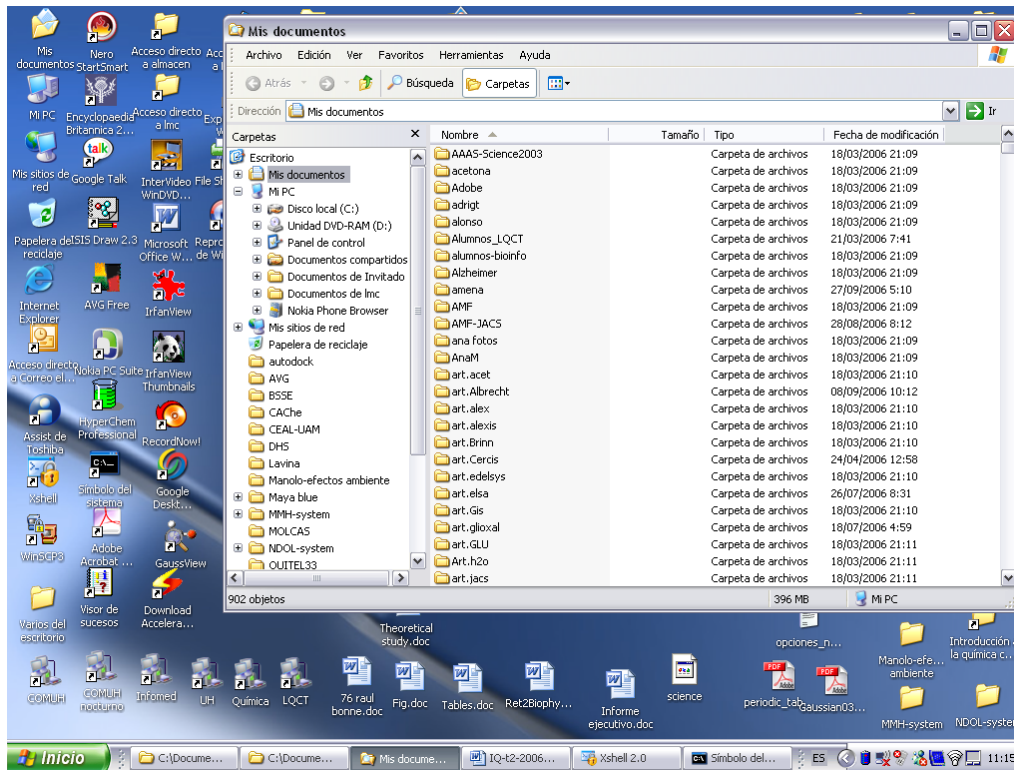 Mis documentos
Archivo Edición Ver Favoritos Herramientas Ayuda
Atrás Búsqueda Carpetas
Dirección Mis documentos Ir
Carpetas
Escritorio
Mis documentos
Mi PC
Disco local (C:)
Unidad DVD-RAM (D:)
Panel de control
Documentos compartidos
Documentos de Invitado
Documentos de lmc
Nokia Phone Browser
Mis sitios de red
Papelera de reciclaje
autodock
AVG
BSSE
CAChe
CEAL-UAM
DHS
Lavina
Manolo-efectos ambiente
Maya blue
MMH-system
MOLCAS
NDOL-system
OUITEL33
Nombre Tamaño Tipo Fecha de modificación
AAAS-Science2003 Carpeta de archivos 18/03/2006 21:09
acetona Carpeta de archivos 18/03/2006 21:09
Adobe Carpeta de archivos 18/03/2006 21:09
adrigt Carpeta de archivos 18/03/2006 21:09
alonso Carpeta de archivos 18/03/2006 21:09
Alumnos_LQCT Carpeta de archivos 21/03/2006 7:41
alumnos-bioinfo Carpeta de archivos 18/03/2006 21:09
Alzheimer Carpeta de archivos 18/03/2006 21:09
amena Carpeta de archivos 27/09/2006 5:10
AMF Carpeta de archivos 18/03/2006 21:09
AMF-JACS Carpeta de archivos 28/08/2006 8:12
ana fotos Carpeta de archivos 18/03/2006 21:09
AnaM Carpeta de archivos 18/03/2006 21:09
art.acet Carpeta de archivos 18/03/2006 21:10
art.Albrecht Carpeta de archivos 08/09/2006 10:12
art.alex Carpeta de archivos 18/03/2006 21:10
art.alexis Carpeta de archivos 18/03/2006 21:10
art.Brinn Carpeta de archivos 18/03/2006 21:10
art.Cercis Carpeta de archivos 24/04/2006 12:58
art.edelsys Carpeta de archivos 18/03/2006 21:10
art.elsa Carpeta de archivos 26/07/2006 8:31
art.Gis Carpeta de archivos 18/03/2006 21:10
art.glioxal Carpeta de archivos 18/07/2006 4:59
art.GLU Carpeta de archivos 18/03/2006 21:11
Art.h2o Carpeta de archivos 18/03/2006 21:11
art.jacs Carpeta de archivos 18/03/2006 21:11
902 objetos 396 MB Mi PC
Mis
documentos
Nero
StartSmart
Acceso directo
a almacen
Mi PC
Encyclopaedia
Britannica 2...
Acceso directo
a lmc
Mis sitios de
red
Google Talk
InterVideo
WinDVD...
Papelera de
reciclaje
ISIS Draw 2.3
Microsoft
Office W...
Internet
Explorer
AVG Free
IrfanView
Acceso directo
a Correo el...
Nokia PC Suite
IrfanView
Thumbnails
Assist de
Toshiba
HyperChem
Professional
RecordNow!
Xshell
Símbolo del
sistema
Google
Deskt...
WinSCP3
Adobe
Acrobat ...
GaussView
Varios del
escritorio
Visor de
sucesos
Download
Accelera...
COMUH
COMUH
nocturno
Infomed
UH
Química
LQCT
76 raul
bonne.doc
Theoretical
study.doc
Fig.doc
Tables.doc
Ret2Biophy...
Informe
ejecutivo.doc
science
opciones_n...
periodic_tab...
Gaussian03...
Manolo-efe...
ambiente
Introducción
la química c...
MMH-system
NDOL-system
talk
PDF
PDF
Inicio C:\Docume... C:\Docume... Mis docume... IQ-t2-2006... Xshell 2.0 Símbolo del... ES 11:15